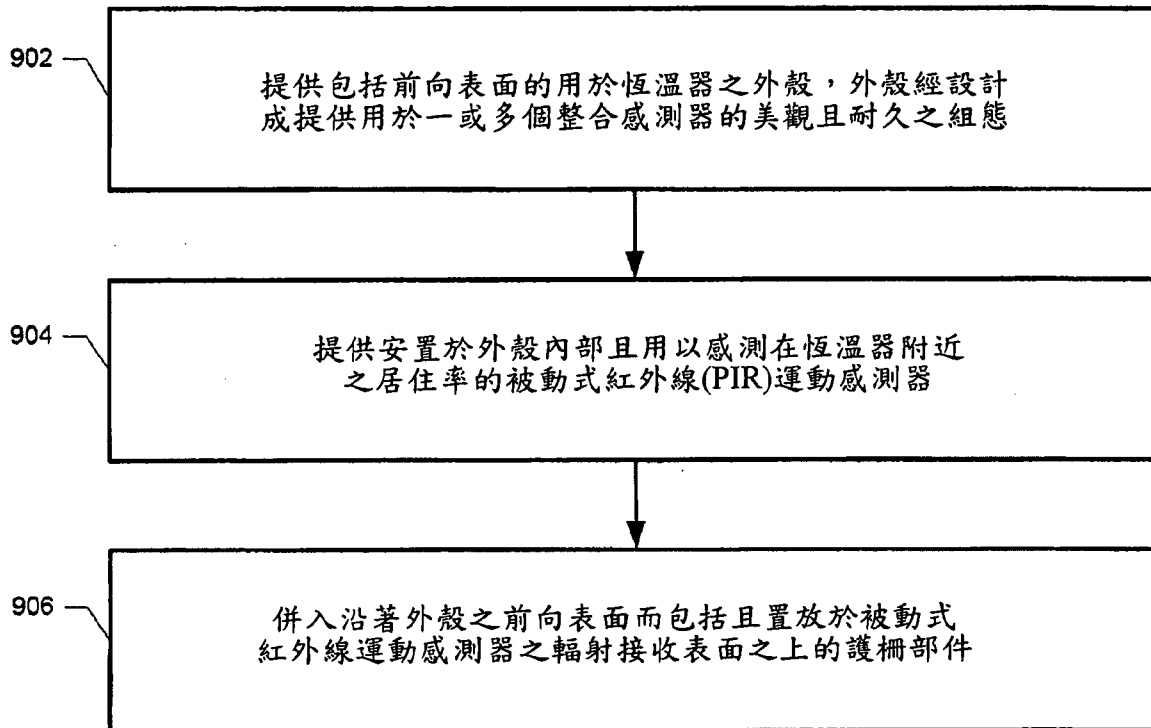 902
提供包括前向表面的用於恆溫器之外殼，外殼經設計
成提供用於一或多個整合感測器的美觀且耐久之組態
904
提供安置於外殼內部且用以感測在恆溫器附近
之居住率的被動式紅外線(PIR)運動感測器
906
併入沿著外殼之前向表面而包括且置放於被動式
紅外線運動感測器之輻射接收表面之上的護柵部件